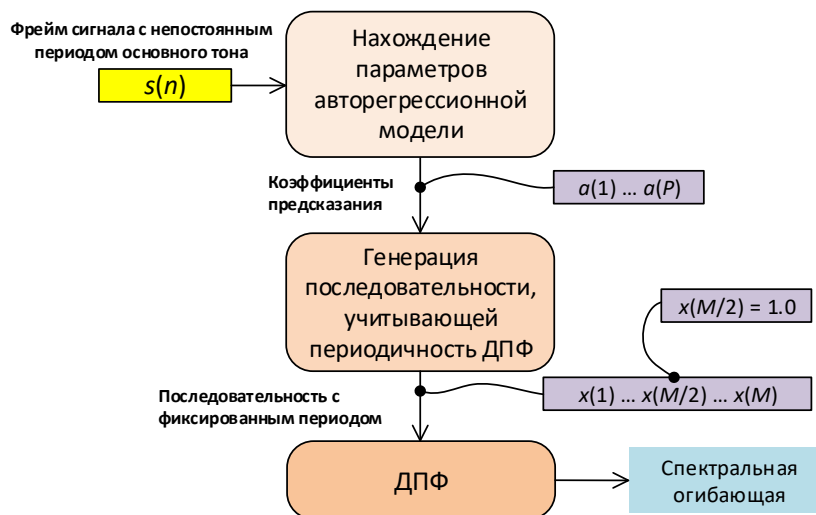 Фрейм сигнала с непостоянным
периодом основного тона
s(n)
Нахождение
параметров
авторегрессионной
модели
Коэффициенты
предсказания
a(1) ... a(P)
Генерация
последовательности,
учитывающей
периодичность ДПФ
x(M/2) = 1.0
Последовательность с
фиксированным периодом
x(1) ... x(M/2) ... x(M)
ДПФ
Спектральная
огибающая